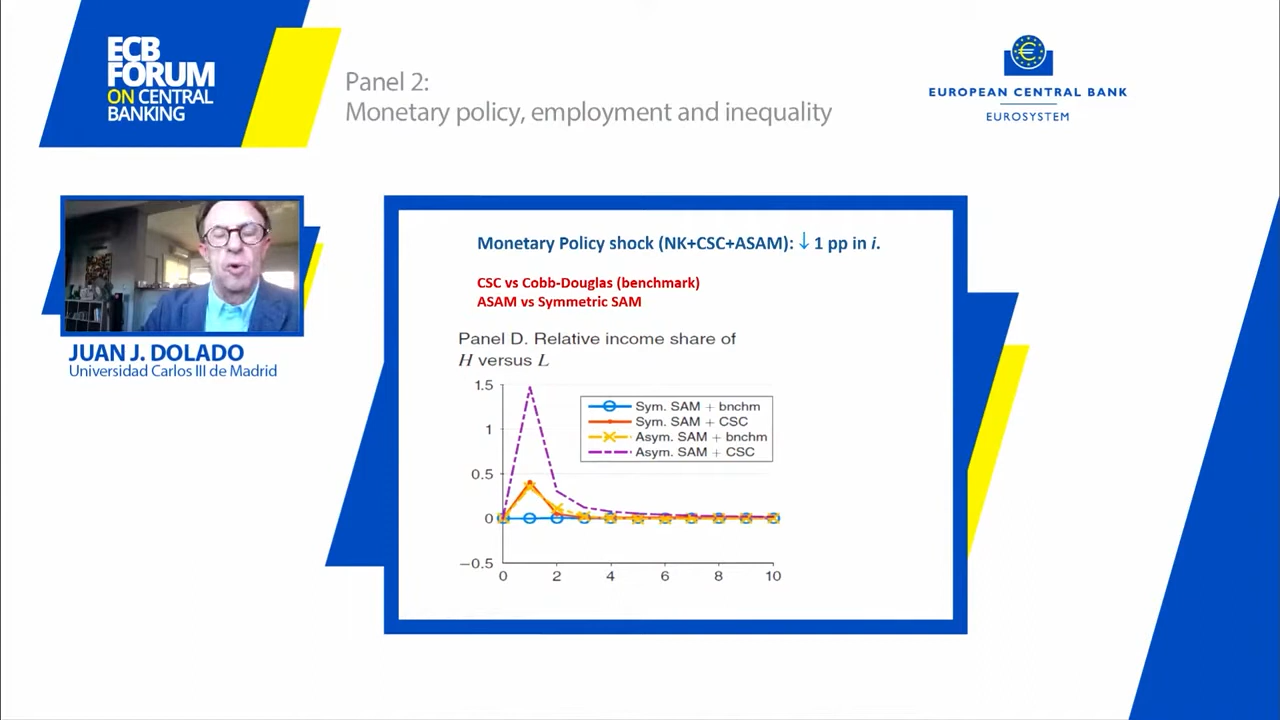 ECB
FORUM
ON CENTRAL
BANKING
Panel 2:
Monetary policy, employment and inequality
EUROPEAN CENTRAL BANK
EUROSYSTEM
JUAN J. DOLADO
Universidad Carlos III de Madrid
Monetary Policy shock (NK+CSC+ASAM): ↓ 1 pp in i.
CSC vs Cobb-Douglas (benchmark)
ASAM vs Symmetric SAM
Panel D. Relative income share of
H versus L
1.5
1
0.5
0
−0.5
0 2 4 6 8 10
Sym. SAM + bnchm
Sym. SAM + CSC
Asym. SAM + bnchm
Asym. SAM + CSC